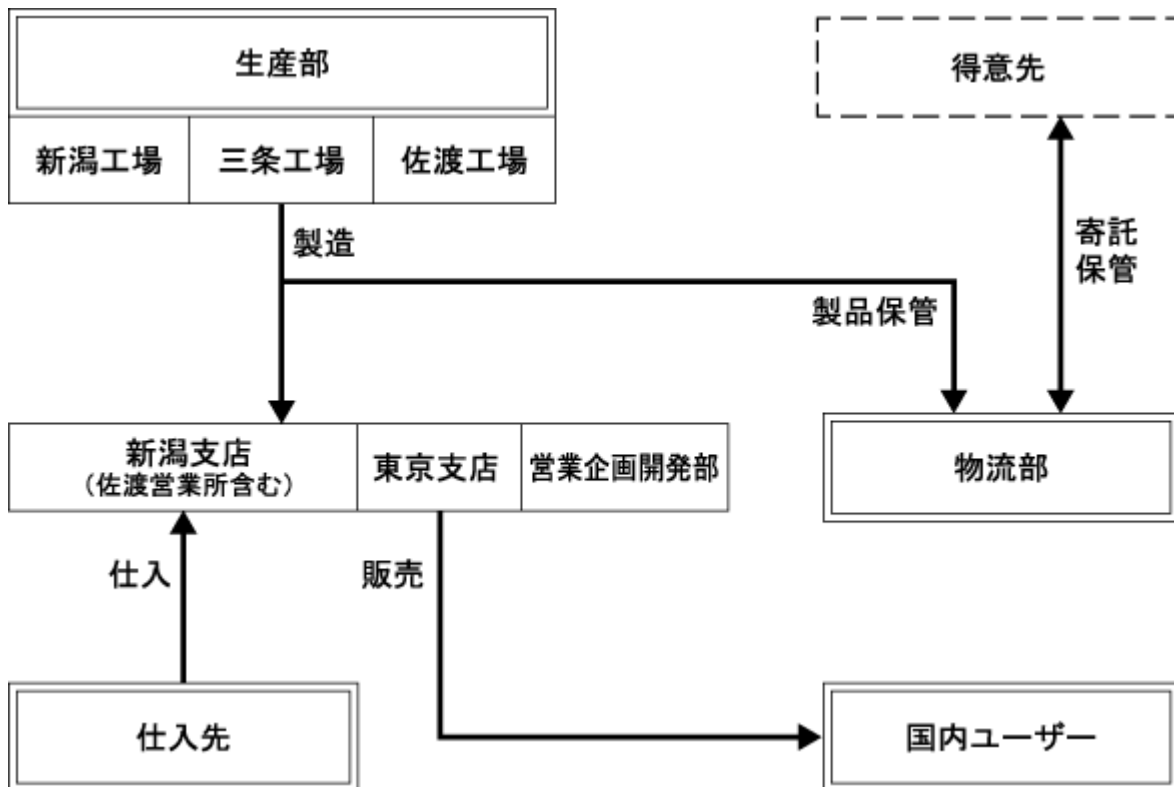 生産部
得意先
新潟工場
三条工場
佐渡工場
製造
寄託
保管
製品保管
新潟支店
(佐渡営業所含む)
東京支店
営業企画開発部
物流部
仕入
販売
仕入先
国内ユーザー